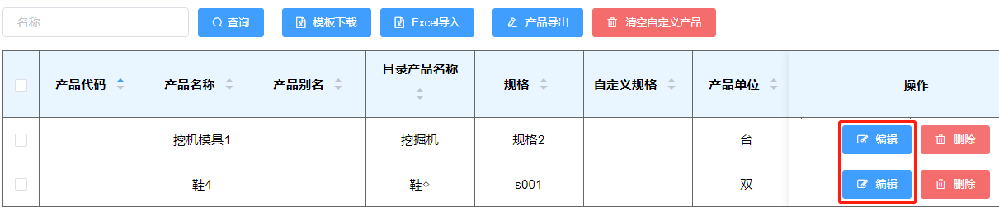 名称 查询 模板下载 Excel导入 产品导出 清空自定义产品
产品代码 产品名称 产品别名 目录产品名称 规格 自定义规格 产品单位 操作
挖机模具1 挖掘机 规格2 台 编辑 删除
鞋4 鞋◇ s001 双 编辑 删除